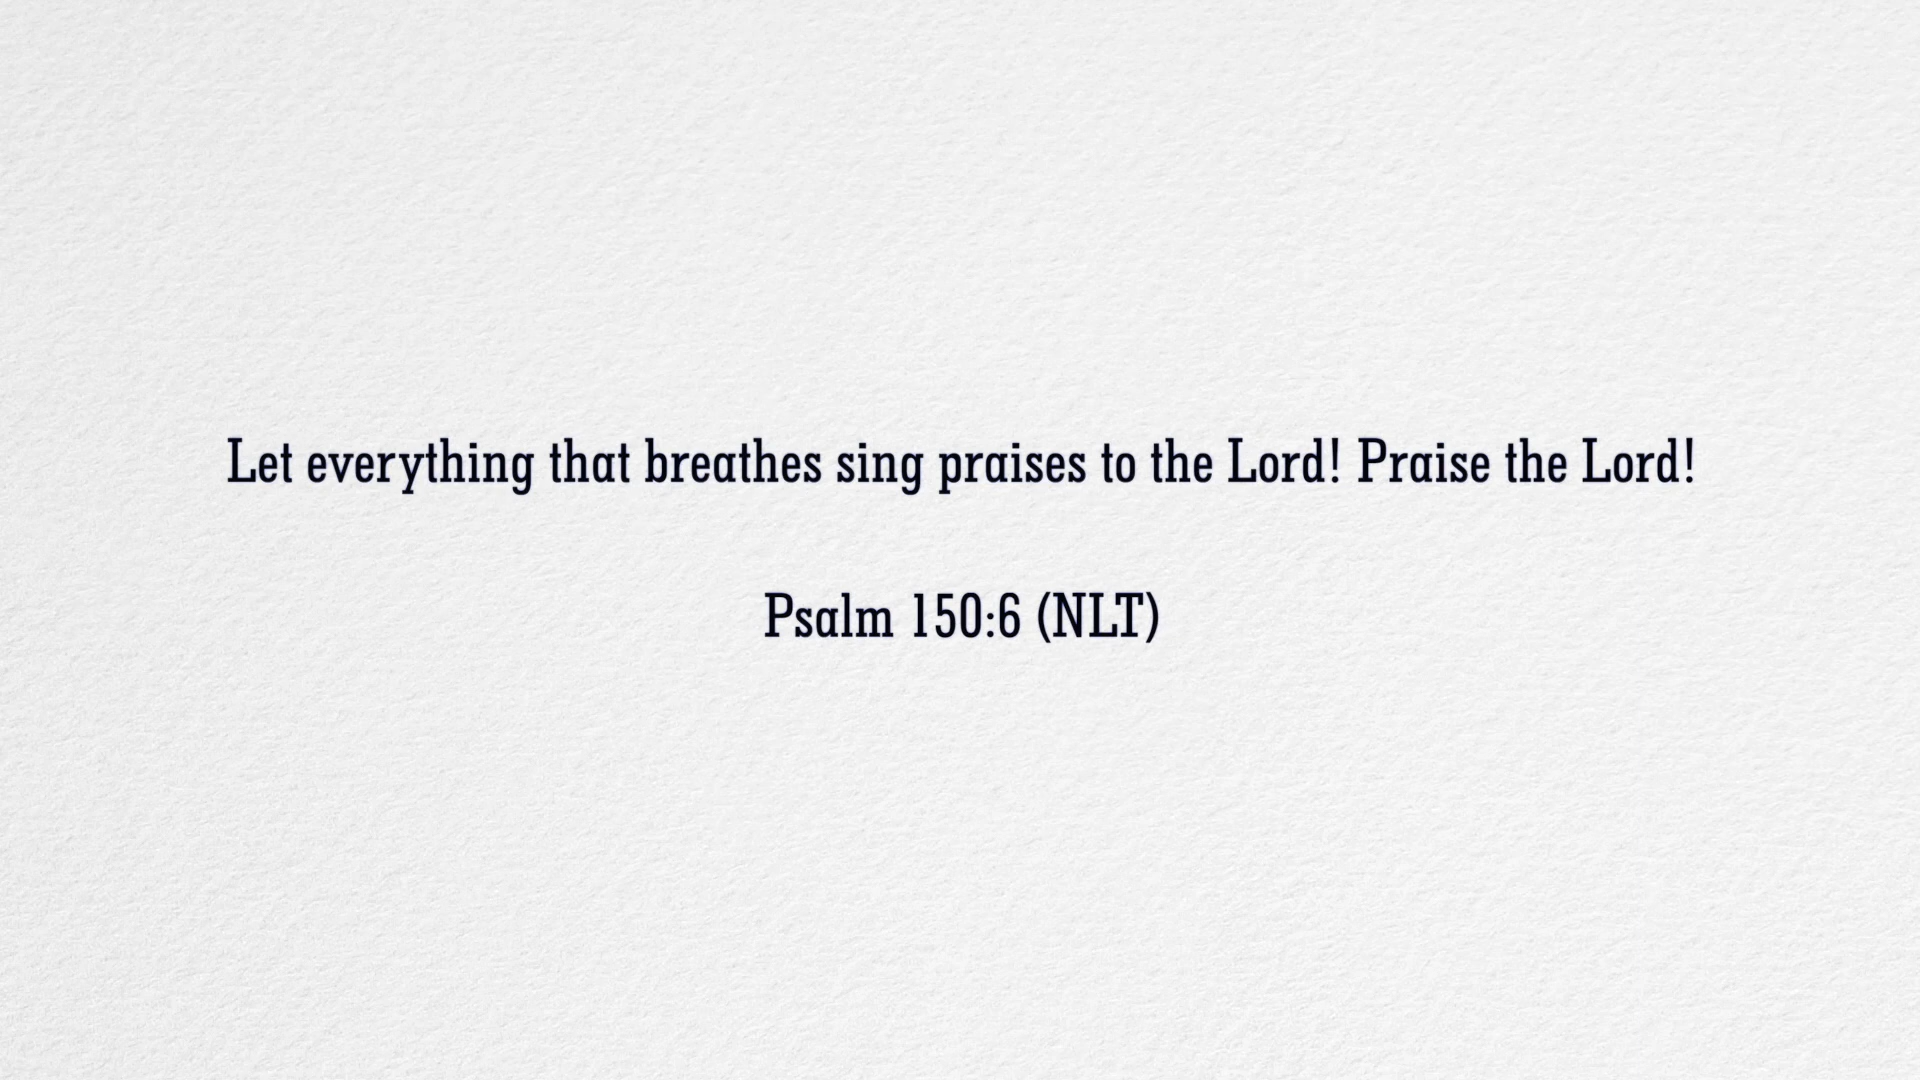 Let everything that breathes sing praises to the Lord! Praise the Lord!
Psalm 150:6 (NLT)